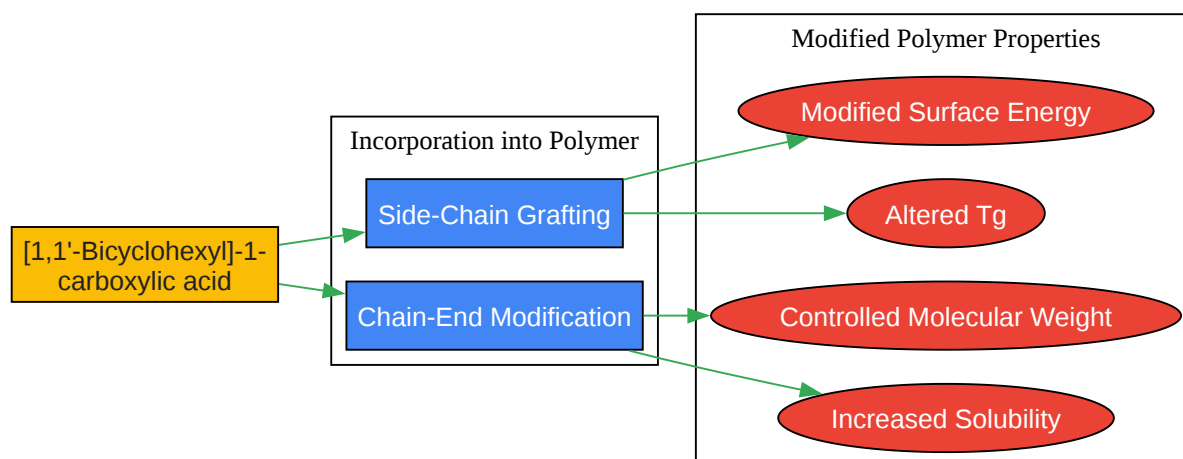 [1,1'-Bicyclohexyl]-1-
carboxylic acid
Incorporation into Polymer
Side-Chain Grafting
Chain-End Modification
Modified Polymer Properties
Modified Surface Energy
Altered Tg
Controlled Molecular Weight
Increased Solubility